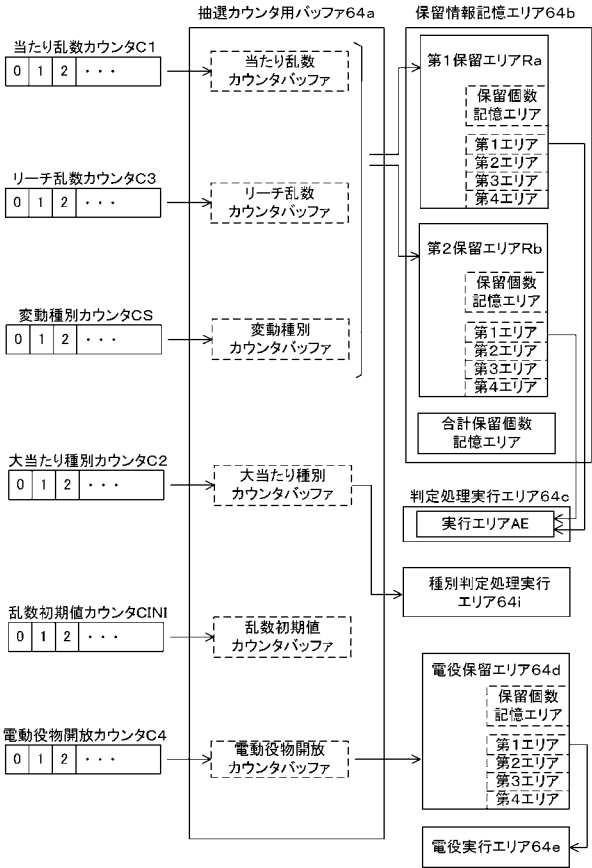 抽選カウンタ用バッファ64a
保留情報記憶エリア64b
当たり乱数カウンタC1
0 1 2 ・・・
当たり乱数
カウンタバッファ
第1保留エリアRa
保留個数
記憶エリア
第1エリア
第2エリア
第3エリア
第4エリア
リーチ乱数カウンタC3
0 1 2 ・・・
リーチ乱数
カウンタバッファ
第2保留エリアRb
保留個数
記憶エリア
第1エリア
第2エリア
第3エリア
第4エリア
変動種別カウンタCS
0 1 2 ・・・
変動種別
カウンタバッファ
合計保留個数
記憶エリア
大当たり種別カウンタC2
0 1 2 ・・・
大当たり種別
カウンタバッファ
判定処理実行エリア64c
実行エリアAE
種別判定処理実行
エリア64i
乱数初期値カウンタCINI
0 1 2 ・・・
乱数初期値
カウンタバッファ
電役保留エリア64d
保留個数
記憶エリア
第1エリア
第2エリア
第3エリア
第4エリア
電動役物開放カウンタC4
0 1 2 ・・・
電動役物開放
カウンタバッファ
電役実行エリア64e